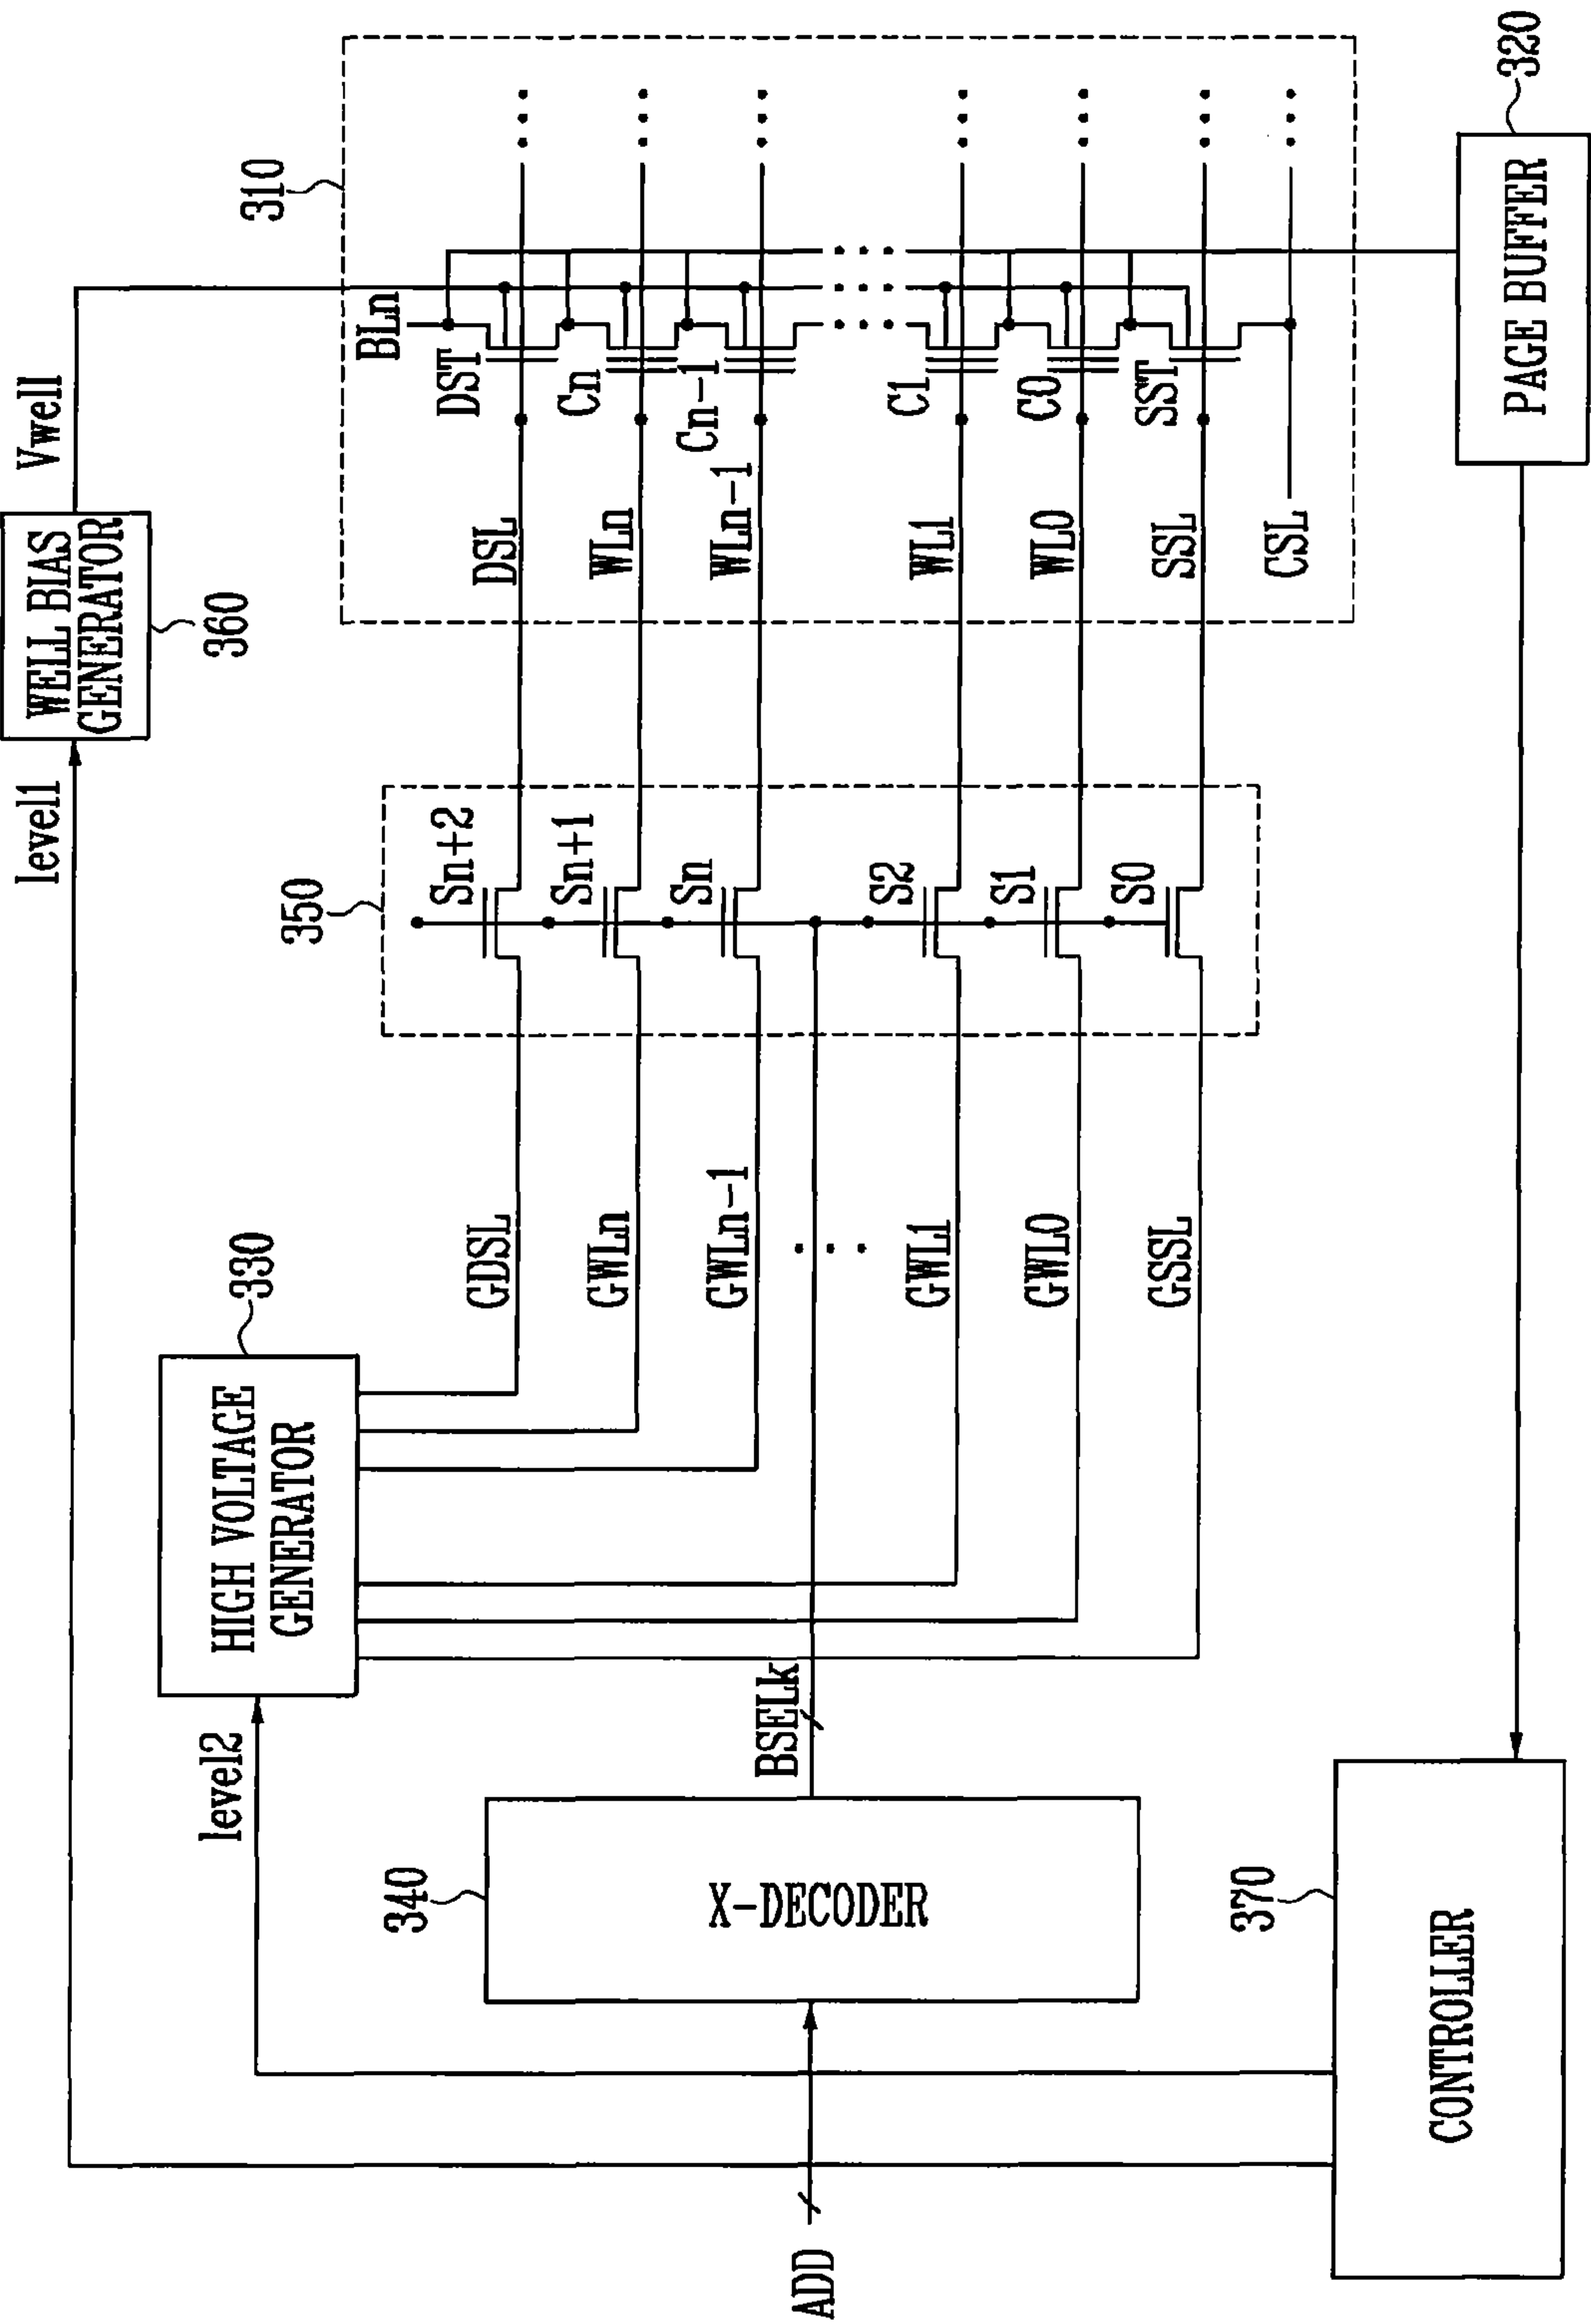 level1
WELL BIAS
GENERATOR
360
Vwell
310
BLn
level2
HIGH VOLTAGE
GENERATOR
330
350
GDSL
Sn+2
DSL
DST
GWLn
Sn+1
WLn
Cn
GWLn-1
Sn
WLn-1
Cn-1
340
X-DECODER
ADD
BSELk
GWL1
S2
WL1
C1
GWL0
S1
WL0
C0
GSSL
S0
SSL
SST
CSL
370
CONTROLLER
320
PAGE BUFFER